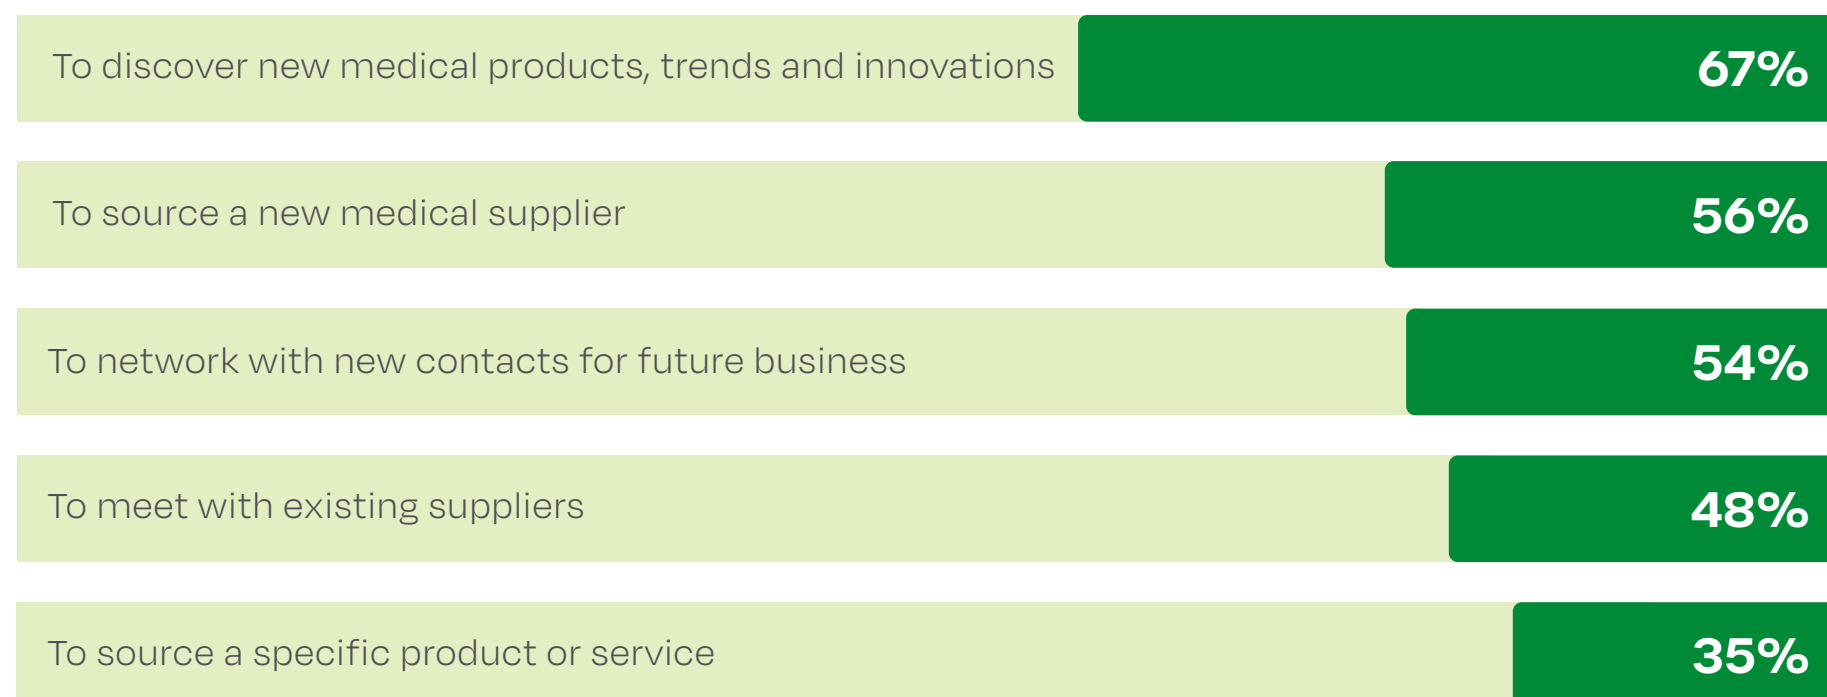 To discover new medical products, trends and innovations 67%
To source a new medical supplier 56%
To network with new contacts for future business 54%
To meet with existing suppliers 48%
To source a specific product or service 35%